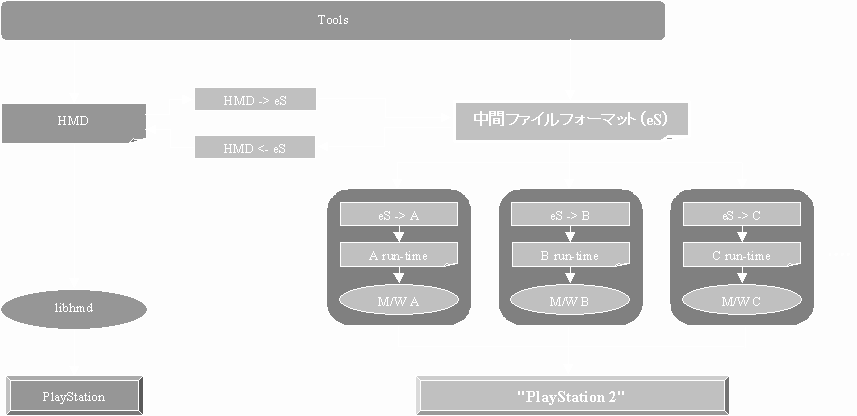 Tools
HMD -> eS
HMD
中間ファイルフォーマット（eS）
HMD <- eS
eS -> A
eS -> B
eS -> C
A run-time
B run-time
C run-time
M/W A
M/W B
M/W C
libhmd
PlayStation
"PlayStation 2"